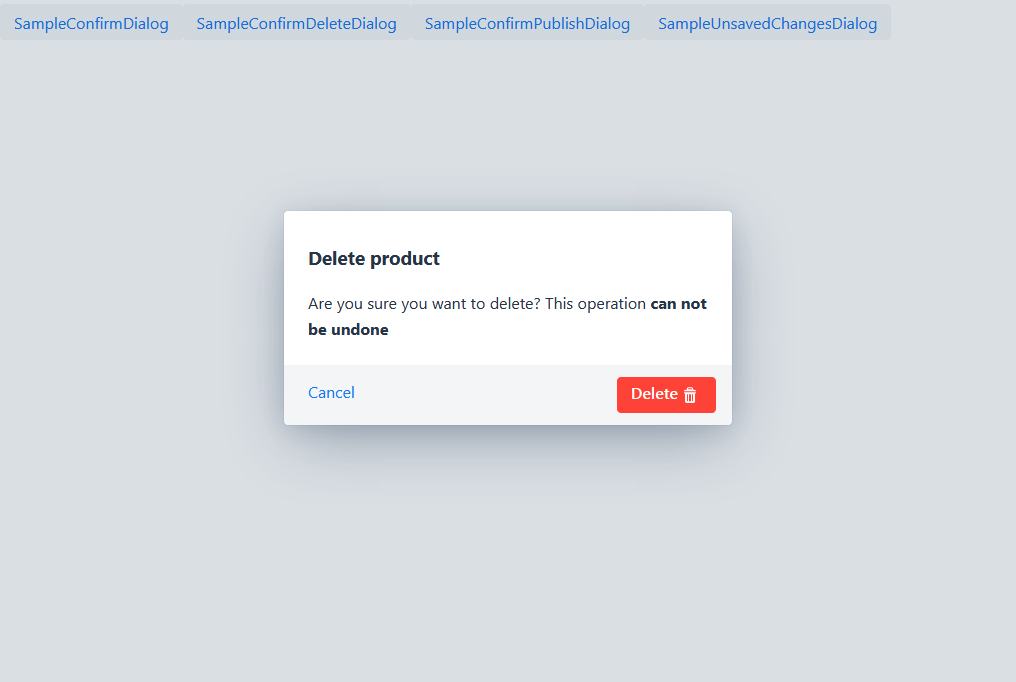 SampleConfirmDialog SampleConfirmDeleteDialog SampleConfirmPublishDialog SampleUnsavedChangesDialog
Delete product
Are you sure you want to delete? This operation can not
be undone
Cancel Delete